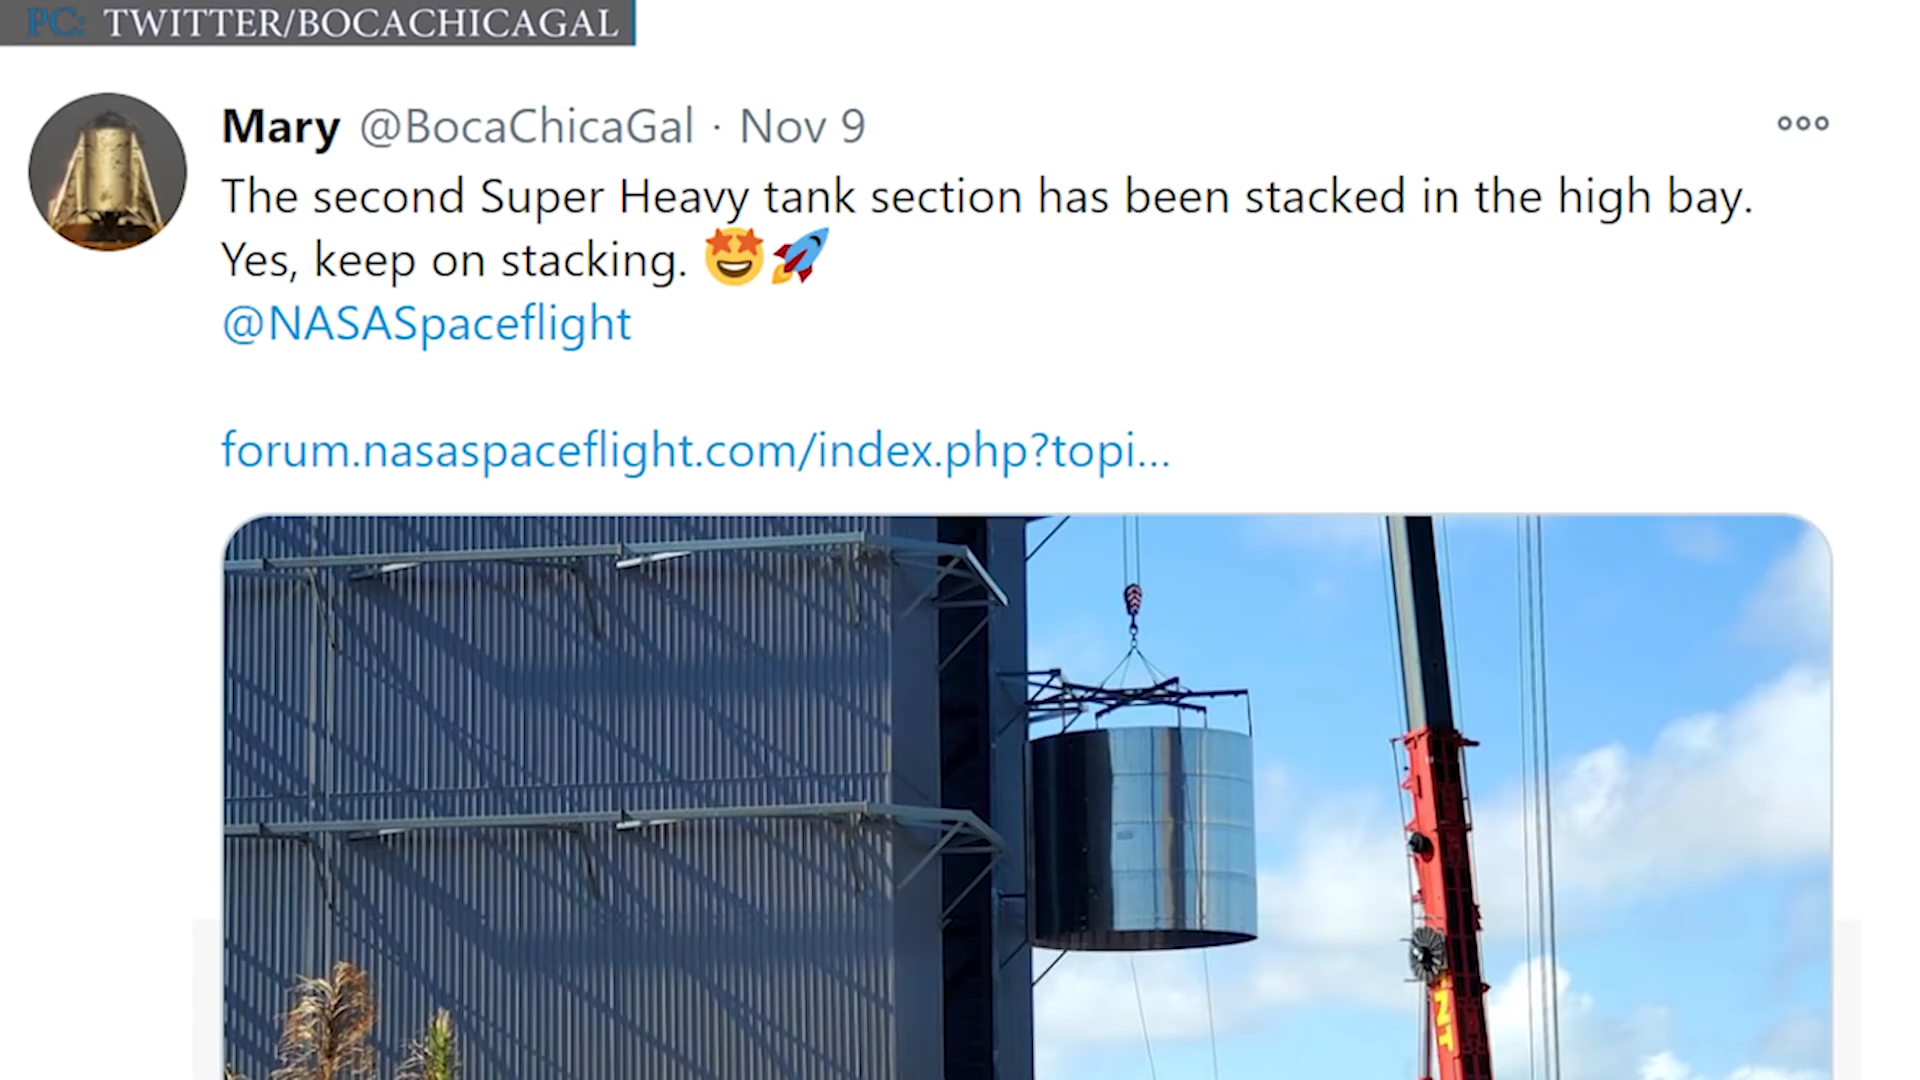 PC: TWITTER/BOCACHICAGAL
Mary @BocaChicaGal · Nov 9
The second Super Heavy tank section has been stacked in the high bay.
Yes, keep on stacking. 🤩🚀
@NASASpaceflight
forum.nasaspaceflight.com/index.php?topi...